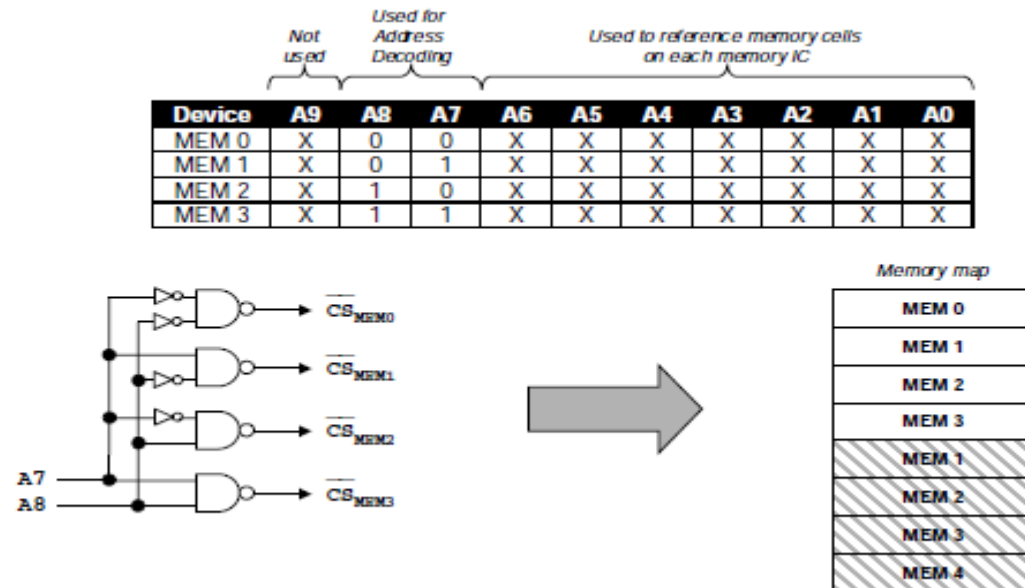 Used for
Not Address Used to reference memory cells
used Decoding on each memory IC
Device A9 A8 A7 A6 A5 A4 A3 A2 A1 A0
MEM 0 X 0 0 X X X X X X X
MEM 1 X 0 1 X X X X X X X
MEM 2 X 1 0 X X X X X X X
MEM 3 X 1 1 X X X X X X X
Memory map
MEM 0
MEM 1
MEM 2
MEM 3
MEM 1
MEM 2
MEM 3
MEM 4
CS MEM0
CS MEM1
CS MEM2
CS MEM3
A7
A8